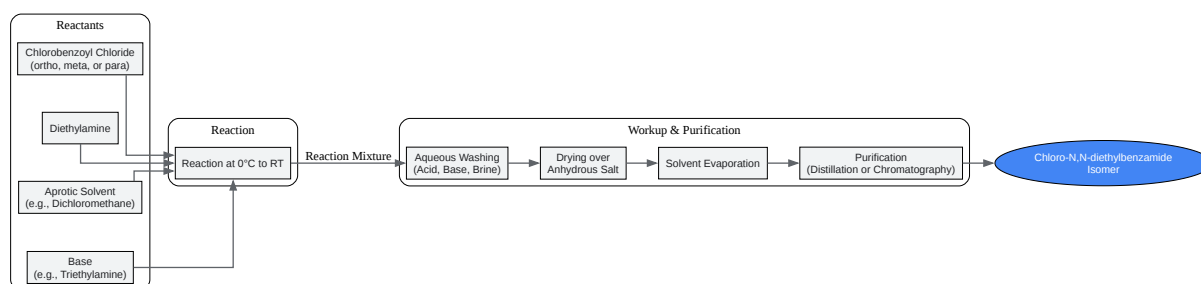 Reactants
Chlorobenzoyl Chloride
(ortho, meta, or para)
Diethylamine
Aprotic Solvent
(e.g., Dichloromethane)
Base
(e.g., Triethylamine)
Reaction
Reaction at 0°C to RT
Reaction Mixture
Workup & Purification
Aqueous Washing
(Acid, Base, Brine)
Drying over
Anhydrous Salt
Solvent Evaporation
Purification
(Distillation or Chromatography)
Chloro-N,N-diethylbenzamide
Isomer